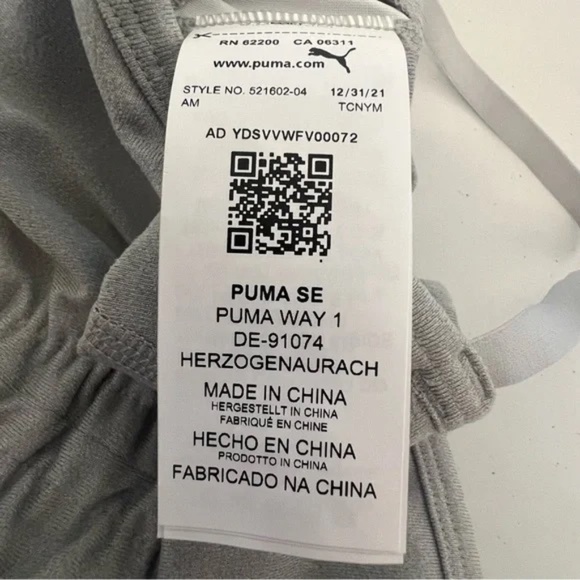 RN 62200 CA 06311
www.puma.com
STYLE NO. 521602-04 12/31/21
AM TCNYM
AD YDSVVWFV00072
PUMA SE
PUMA WAY 1
DE-91074
HERZOGENAURACH
MADE IN CHINA
HERGESTELLT IN CHINA
FABRIQUÉ EN CHINE
HECHO EN CHINA
PRODOTTO IN CHINA
FABRICADO NA CHINA